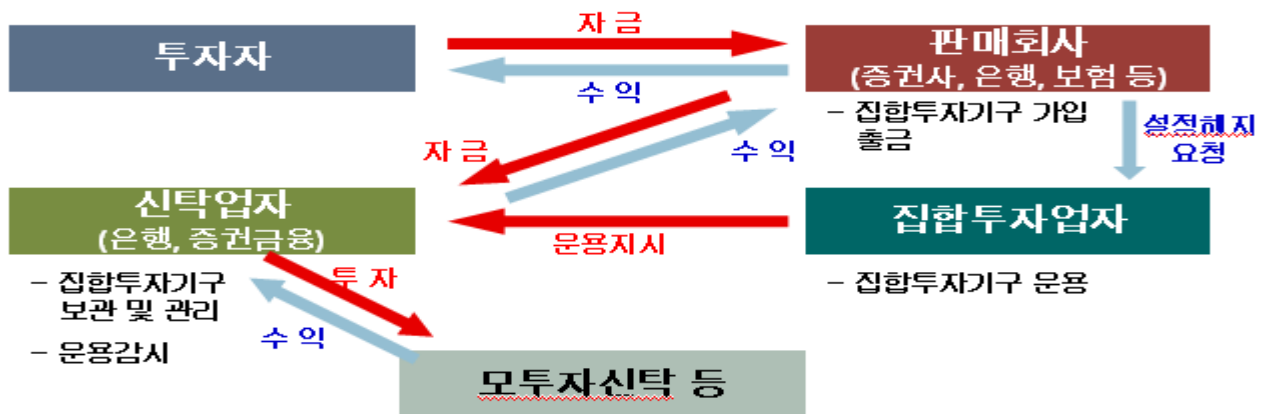 자 금
투자자
판매회사
(증권사, 은행, 보험 등)
수 익
– 집합투자기구 가입
출금
설정해지
요청
자 금
수 익
신탁업자
(은행, 증권금융)
집합투자업자
운용지시
– 집합투자기구
보관 및 관리
– 운용감시
투 자
– 집합투자기구 운용
수 익
모투자신탁 등